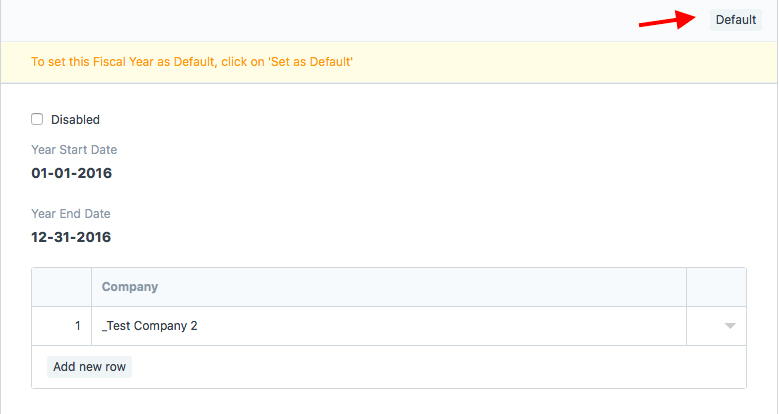 Default
To set this Fiscal Year as Default, click on 'Set as Default'
Disabled
Year Start Date
01-01-2016
Year End Date
12-31-2016
Company
1 _Test Company 2
Add new row